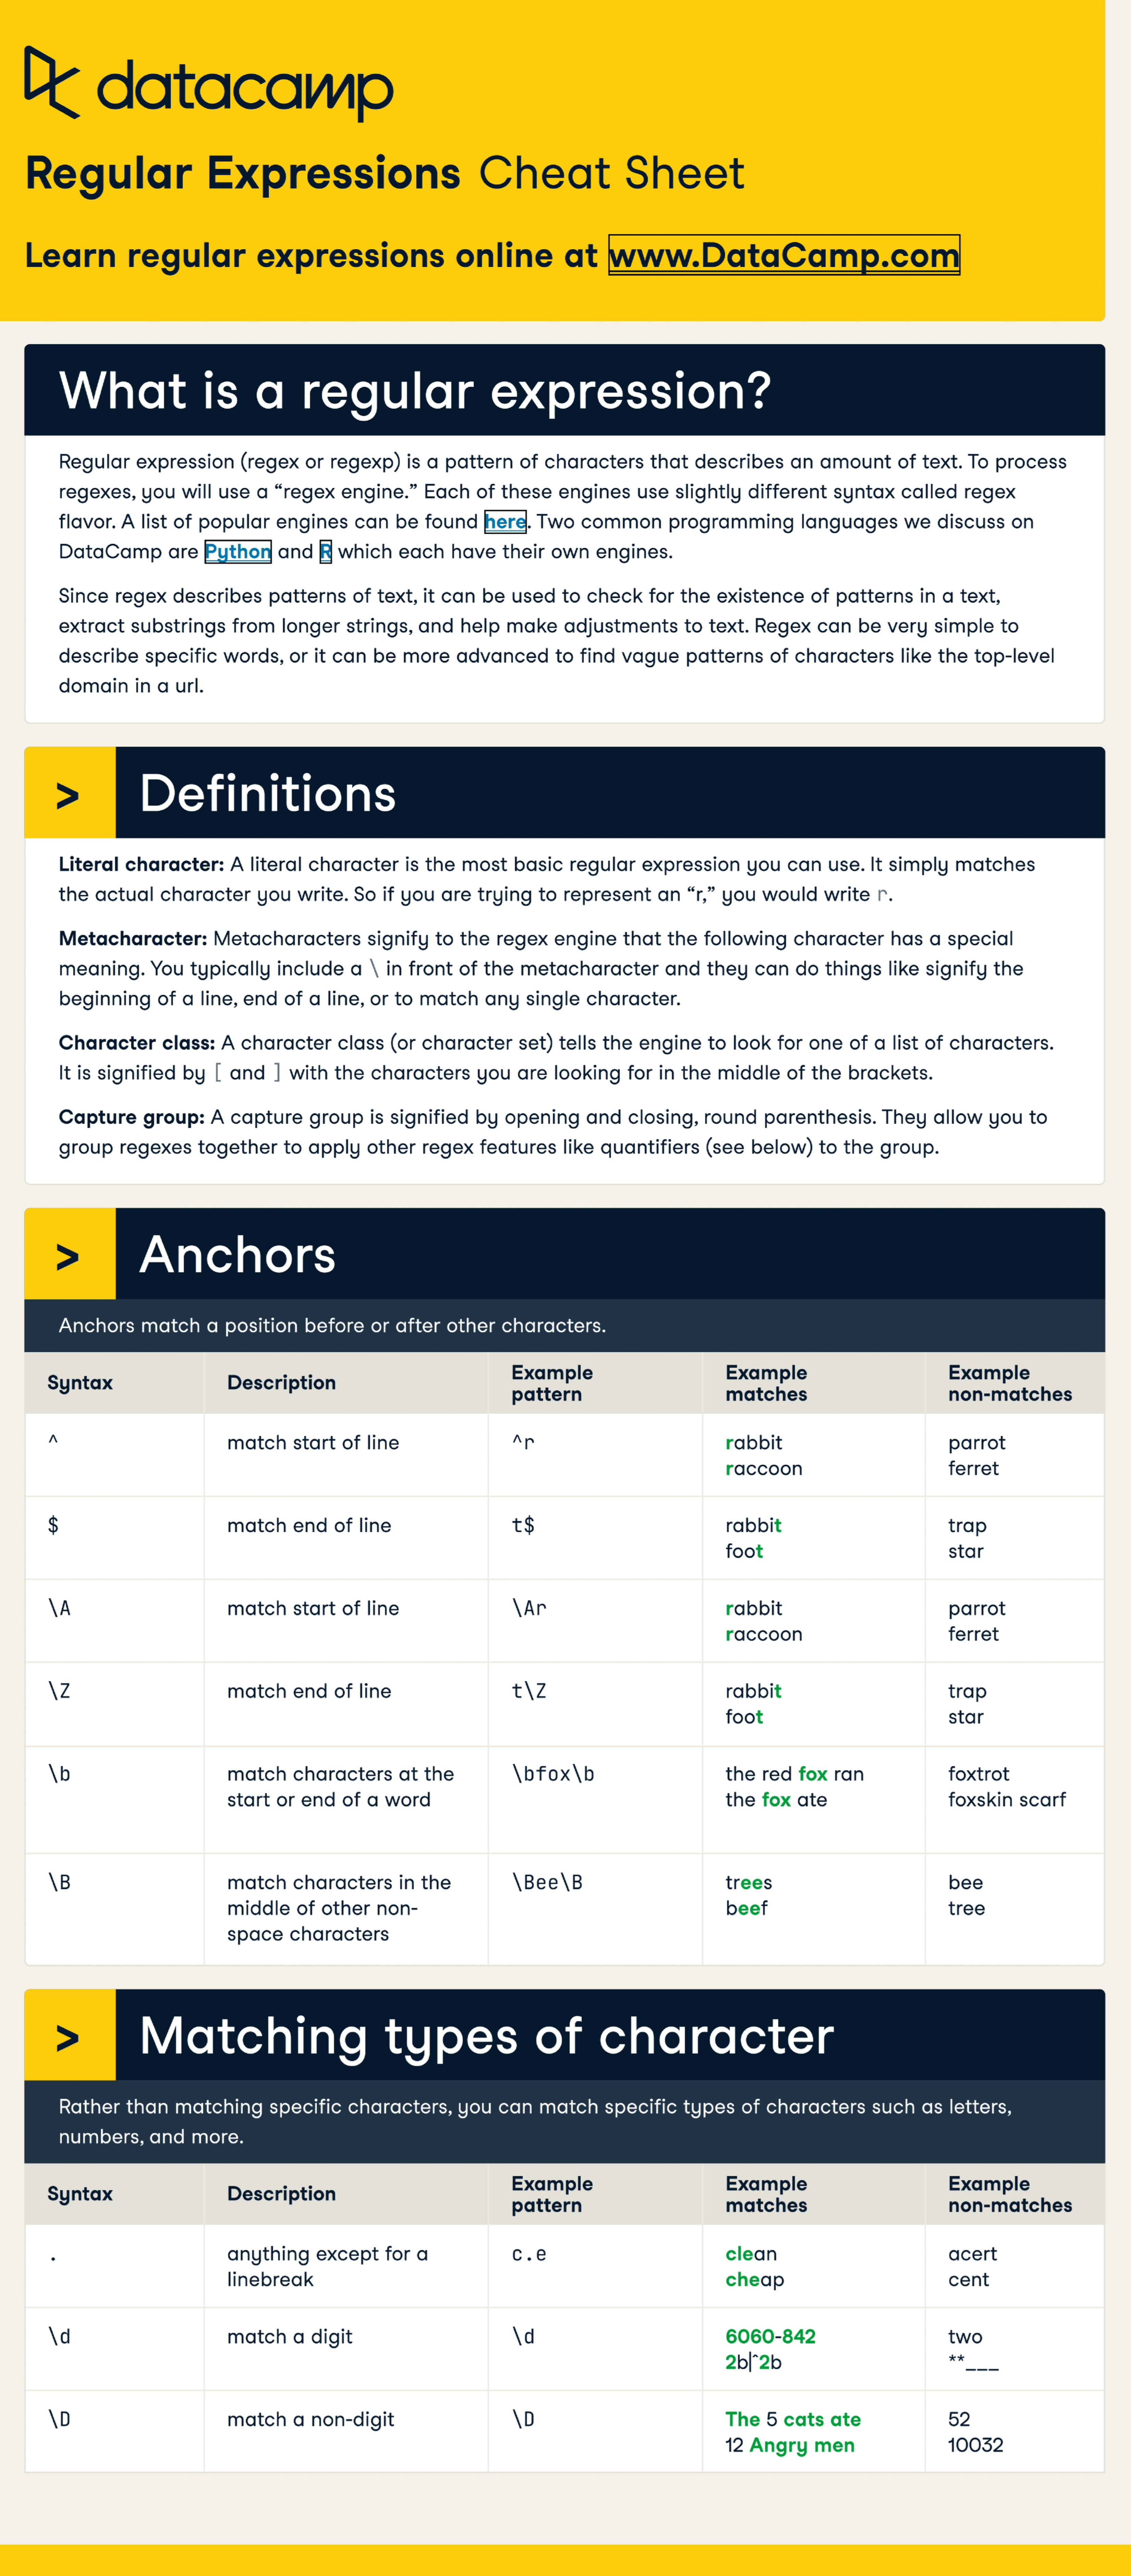 datacamp
Regular Expressions Cheat Sheet
Learn regular expressions online at www.DataCamp.com
What is a regular expression?
Regular expression (regex or regexp) is a pattern of characters that describes an amount of text. To process
regexes, you will use a “regex engine.” Each of these engines use slightly different syntax called regex
flavor. A list of popular engines can be found here. Two common programming languages we discuss on
DataCamp are Python and R which each have their own engines.
Since regex describes patterns of text, it can be used to check for the existence of patterns in a text,
extract substrings from longer strings, and help make adjustments to text. Regex can be very simple to
describe specific words, or it can be more advanced to find vague patterns of characters like the top-level
domain in a url.
> Definitions
Literal character: A literal character is the most basic regular expression you can use. It simply matches
the actual character you write. So if you are trying to represent an “r,” you would write r.
Metacharacter: Metacharacters signify to the regex engine that the following character has a special
meaning. You typically include a \ in front of the metacharacter and they can do things like signify the
beginning of a line, end of a line, or to match any single character.
Character class: A character class (or character set) tells the engine to look for one of a list of characters.
It is signified by [ and ] with the characters you are looking for in the middle of the brackets.
Capture group: A capture group is signified by opening and closing, round parenthesis. They allow you to
group regexes together to apply other regex features like quantifiers (see below) to the group.
> Anchors
Anchors match a position before or after other characters.
Syntax Description Example pattern Example matches Example non-matches
^ match start of line ^r rabbit parrot
raccoon ferret
$ match end of line t$ rabbit trap
foot star
\A match start of line \Ar rabbit parrot
raccoon ferret
\Z match end of line t\Z rabbit trap
foot star
\b match characters at the \bfox\b the red fox ran foxtrot
start or end of a word the fox ate foxskin scarf
\B match characters in the \Bee\B trees bee
middle of other non- beef tree
space characters
> Matching types of character
Rather than matching specific characters, you can match specific types of characters such as letters,
numbers, and more.
Syntax Description Example pattern Example matches Example non-matches
. anything except for a c.e clean acert
linebreak cheap cent
\d match a digit \d 6060-842 two
2b|^2b **___
\D match a non-digit \D The 5 cats ate 52
12 Angry men 10032